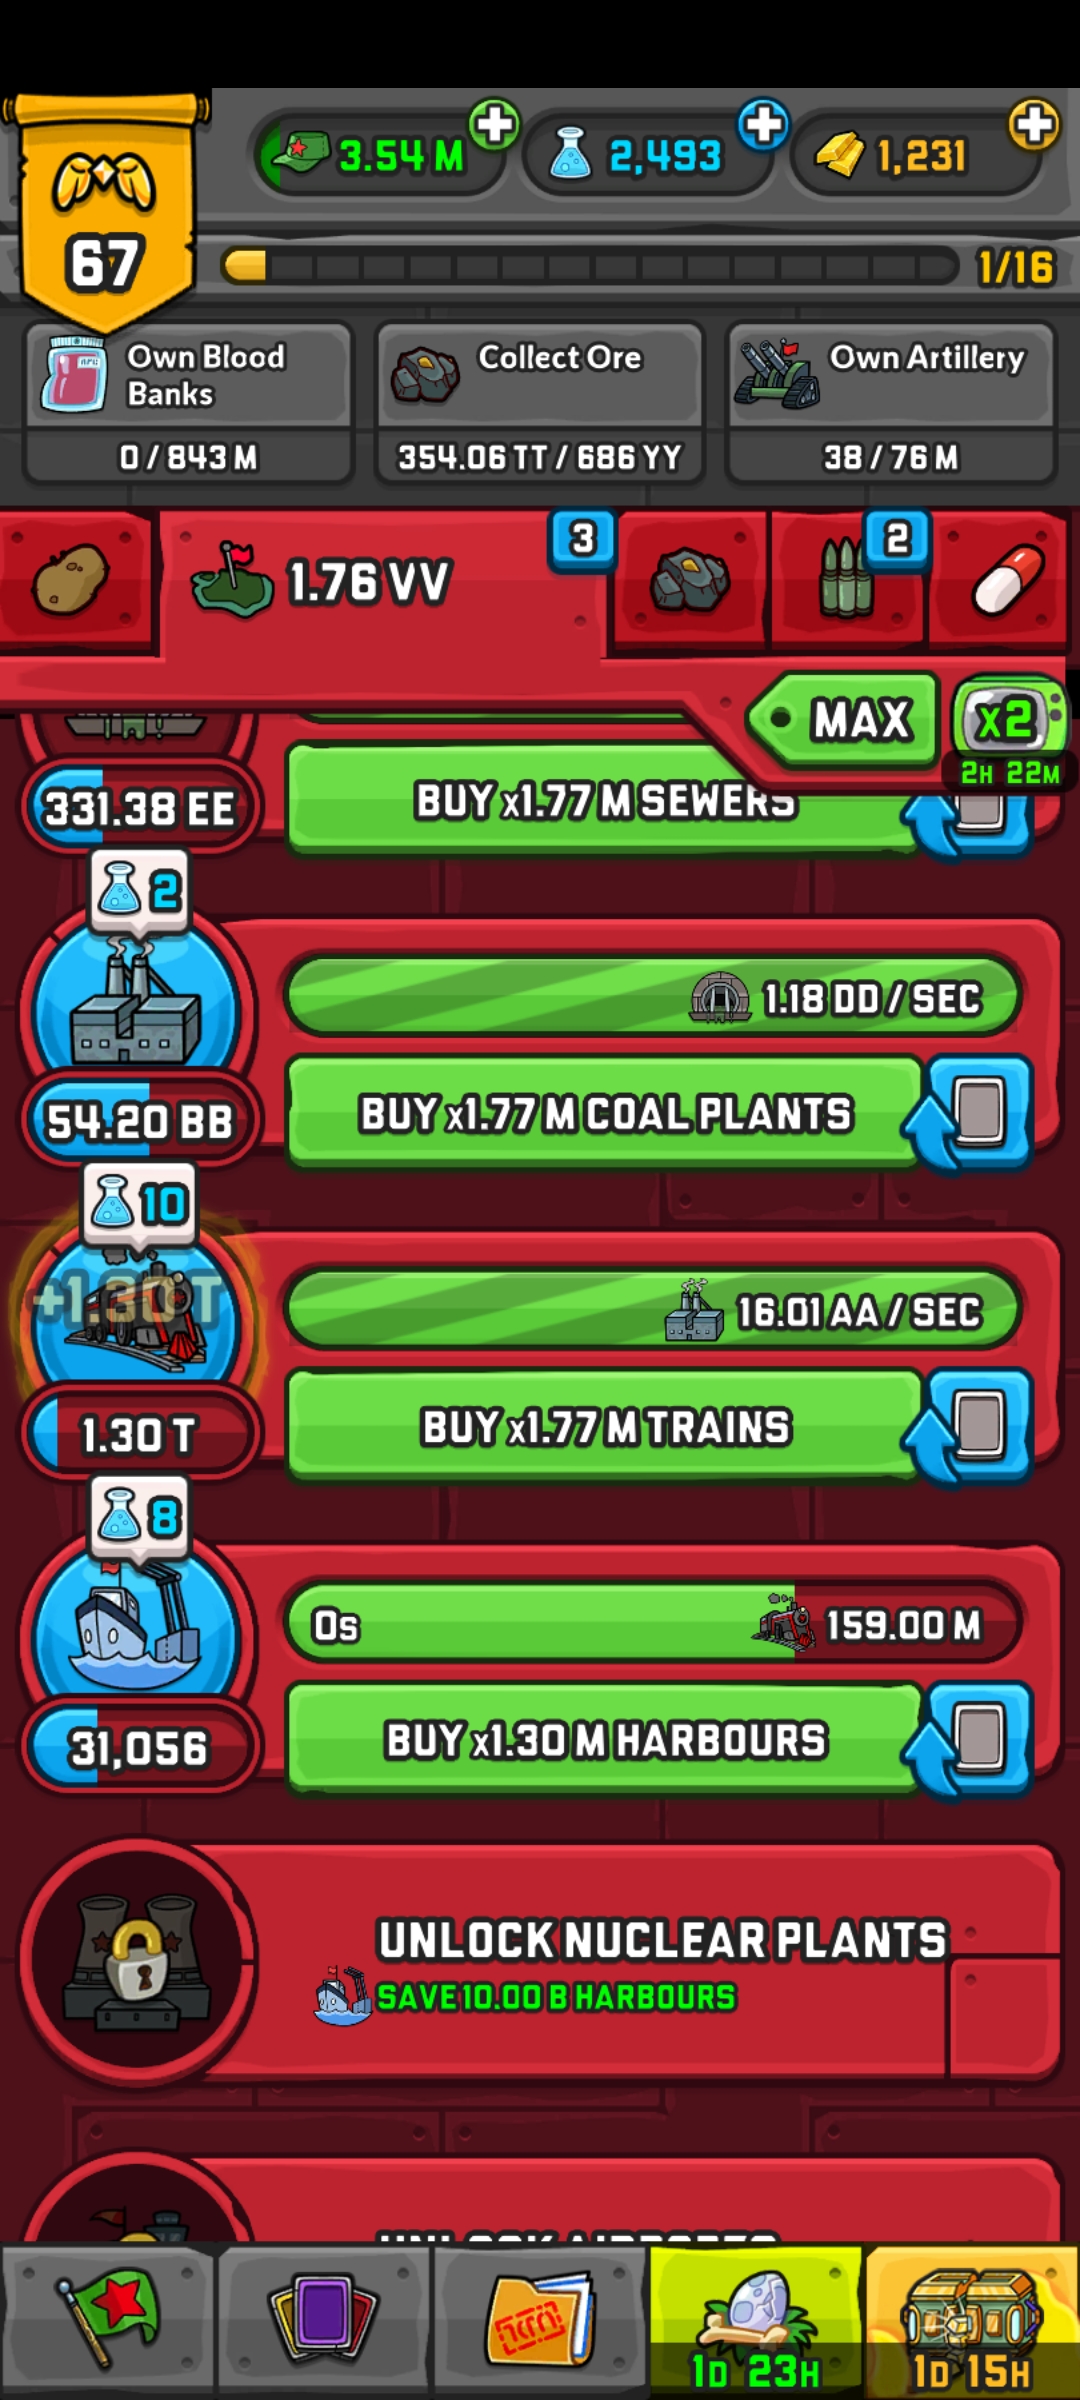 3.54 M
2,493
1,231
67
1/16
Own Blood
Banks
0 / 843 M
Collect Ore
354.06 TT / 686 YY
Own Artillery
38 / 76 M
1.76 VV
3
2
MAX
x2
2H 22M
331.38 EE
BUY x1.77 M SEWERS
2
1.18 DD / SEC
54.20 BB
BUY x1.77 M COAL PLANTS
10
+1.30 T
16.01 AA / SEC
1.30 T
BUY x1.77 M TRAINS
8
0s
159.00 M
31,056
BUY x1.30 M HARBOURS
UNLOCK NUCLEAR PLANTS
SAVE 10.00 B HARBOURS
1D 23H
1D 15H